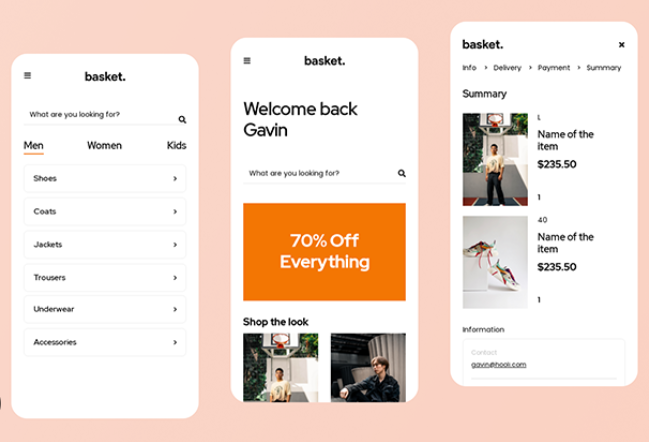 basket.
What are you looking for?
Men Women Kids
Shoes
Coats
Jackets
Trousers
Underwear
Accessories
basket.
Welcome back
Gavin
What are you looking for?
70% Off
Everything
Shop the look
basket.
Info > Delivery > Payment > Summary
Summary
L
Name of the
item
$235.50
1
40
Name of the
item
$235.50
1
Information
Contact
gavin@hooli.com